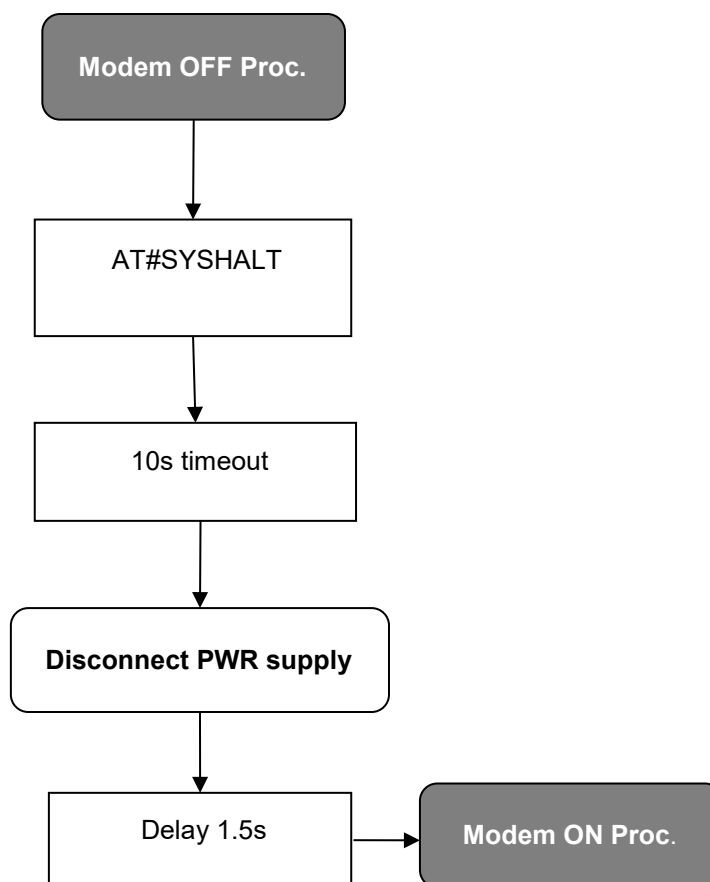 Modem OFF Proc.
AT#SYSHALT
10s timeout
Disconnect PWR supply
Delay 1.5s
Modem ON Proc.